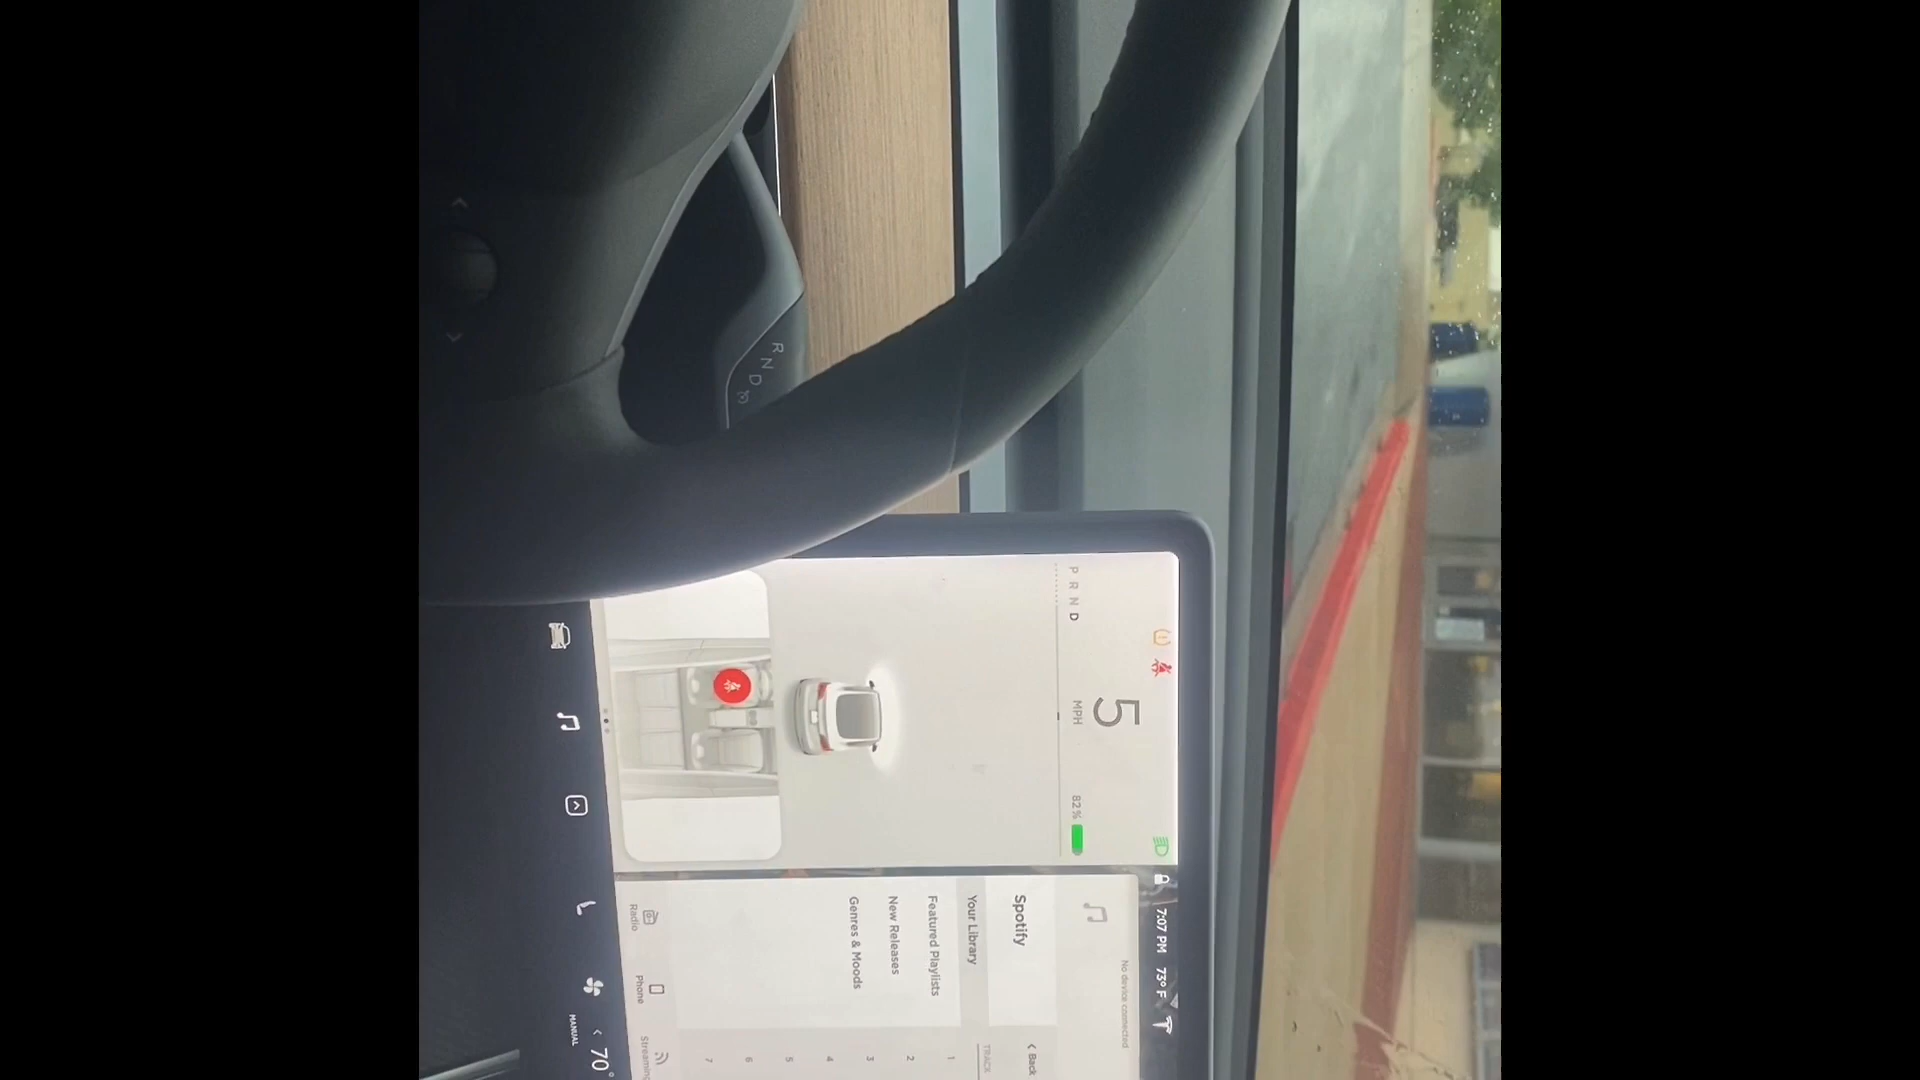 R
N
D
P R N D
5
MPH
82%
7:07 PM 73° F
No device connected
Spotify
Your Library
Featured Playlists
New Releases
Genres & Moods
< Back
TRACK
1
2
3
4
5
6
7
Radio
Phone
Streaming
< 70°
MANUAL